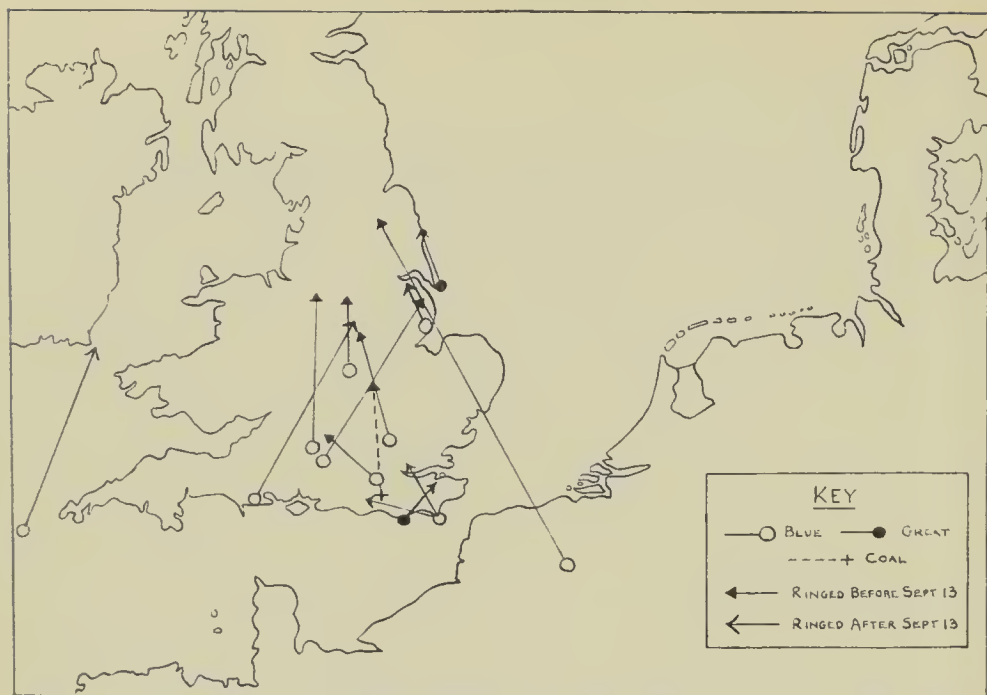 KEY
BLUE GREAT
COAL
RINGED BEFORE SEPT 13
RINGED AFTER SEPT 13